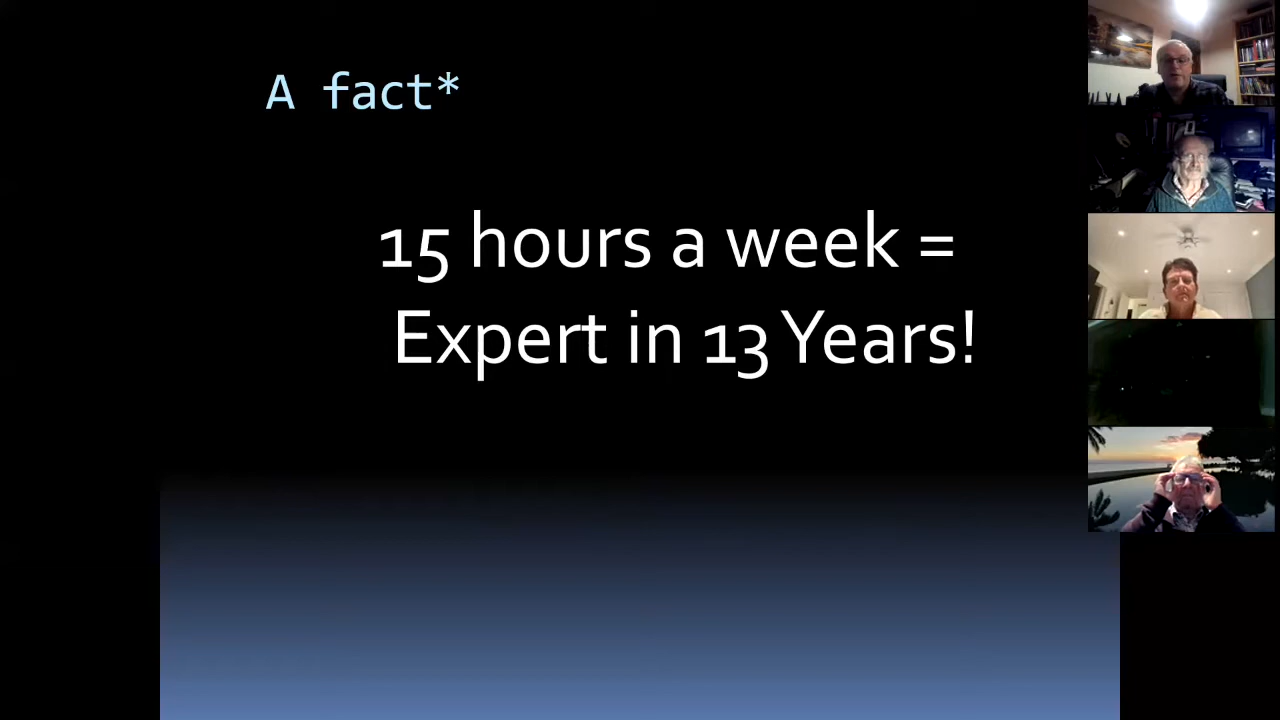 A fact*
15 hours a week =
Expert in 13 Years!